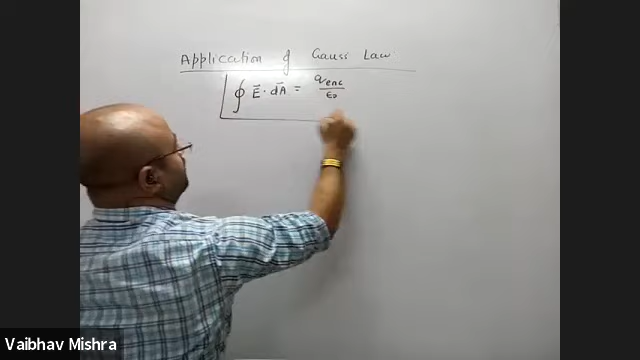 Application of Gauss Law
∮ E⃗ · dA⃗ = q_enc / ε₀
Vaibhav Mishra